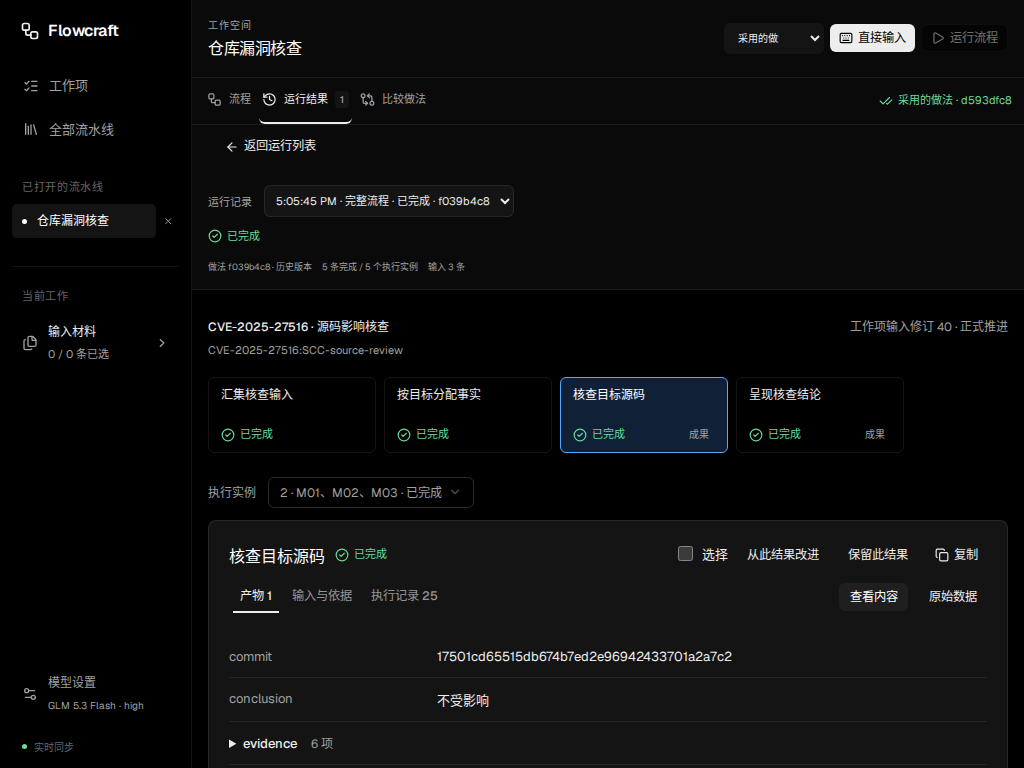 Flowcraft
工作项
全部流水线
已打开的流水线
仓库漏洞核查
当前工作
输入材料
0 / 0 条已选
模型设置
GLM 5.3 Flash · high
实时同步
工作空间
仓库漏洞核查
采用的做
直接输入
运行流程
流程
运行结果 1
比较做法
采用的做法 · d593dfc8
返回运行列表
运行记录
5:05:45 PM · 完整流程 · 已完成 · f039b4c8
已完成
做法 f039b4c8 · 历史版本 5 条完成 / 5 个执行实例 输入 3 条
CVE-2025-27516 · 源码影响核查
工作项输入修订 40 · 正式推进
CVE-2025-27516:SCC-source-review
汇集核查输入
已完成
按目标分配事实
已完成
核查目标源码
已完成 成果
呈现核查结论
已完成 成果
执行实例
2 · M01、M02、M03 · 已完成
核查目标源码 已完成
选择
从此结果改进
保留此结果
复制
产物 1
输入与依据
执行记录 25
查看内容
原始数据
commit 17501cd65515db674b7ed2e96942433701a2a7c2
conclusion 不受影响
evidence 6 项